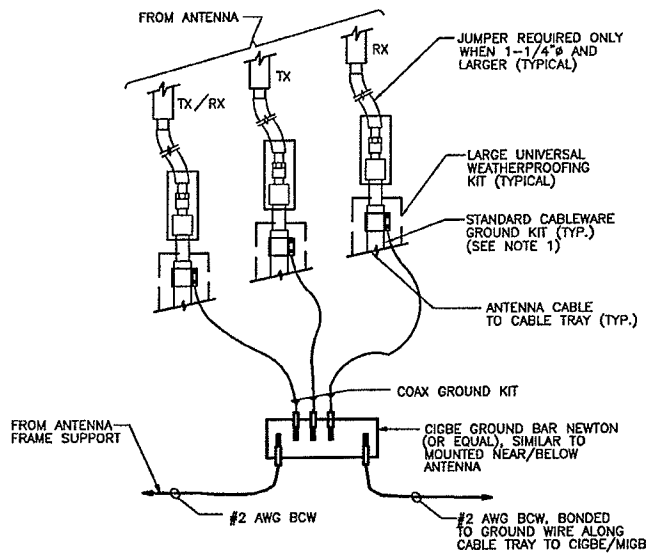 FROM ANTENNA
TX/RX
TX
RX
JUMPER REQUIRED ONLY
WHEN 1-1/4"ø AND
LARGER (TYPICAL)
LARGE UNIVERSAL
WEATHERPROOFING
KIT (TYPICAL)
STANDARD CABLEWARE
GROUND KIT (TYP.)
(SEE NOTE 1)
ANTENNA CABLE
TO CABLE TRAY (TYP.)
COAX GROUND KIT
FROM ANTENNA
FRAME SUPPORT
CIGBE GROUND BAR NEWTON
(OR EQUAL), SIMILAR TO
MOUNTED NEAR/BELOW
ANTENNA
#2 AWG BCW
#2 AWG BCW, BONDED
TO GROUND WIRE ALONG
CABLE TRAY TO CIGBE/MIGB